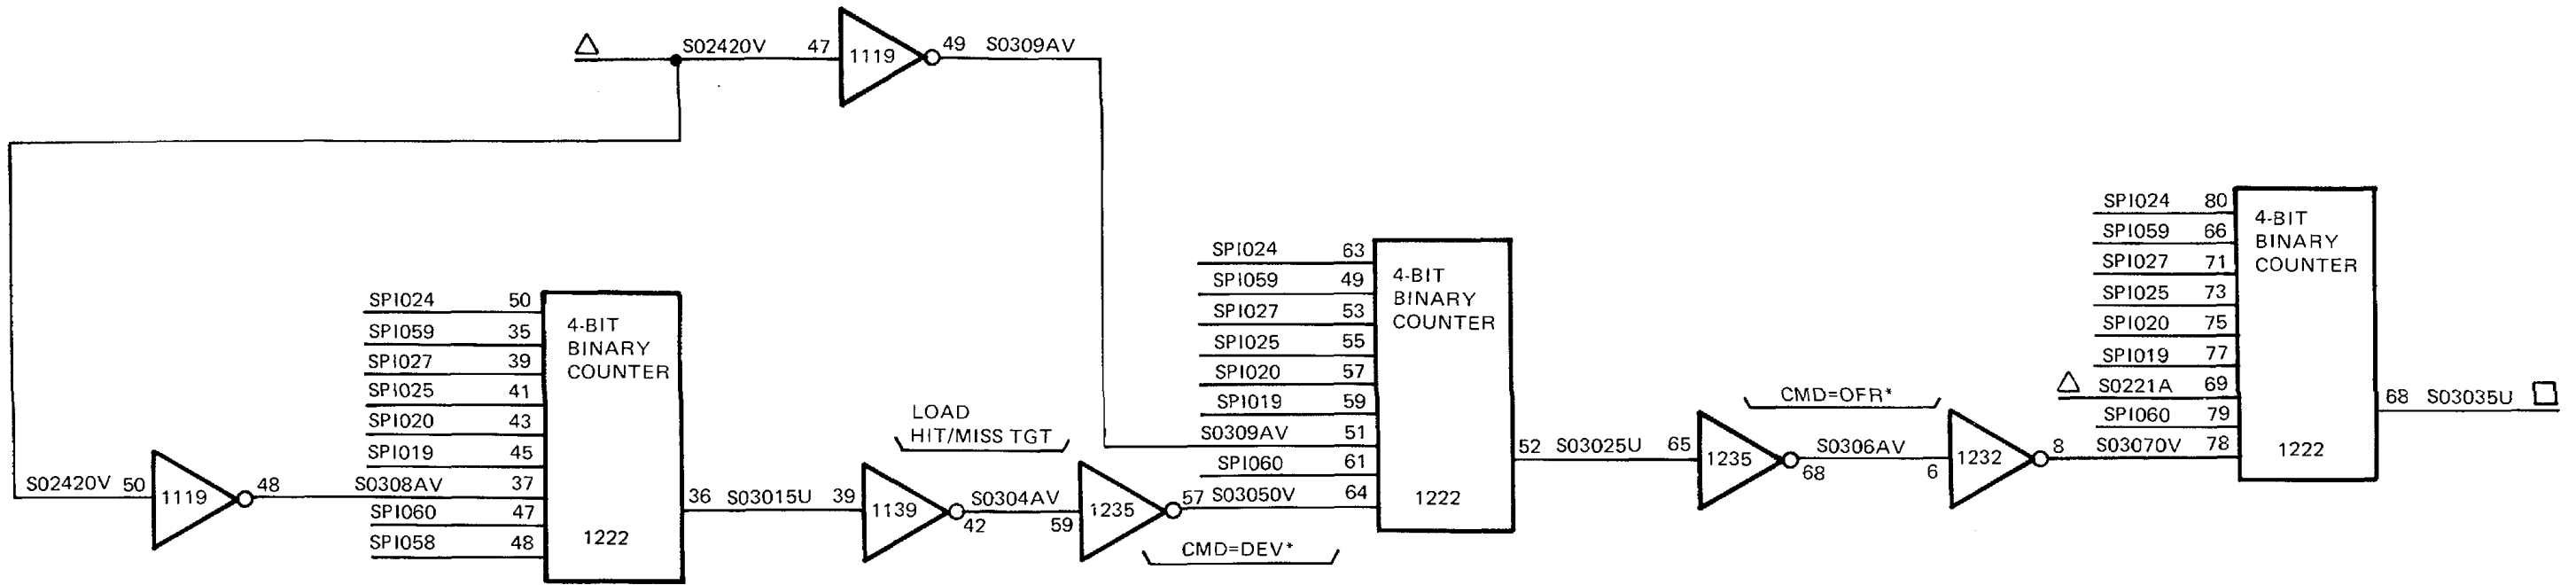 S02420V 47 1119 49 S0309AV
S02420V 50 1119 48
SPI024 50
SPI059 35
SPI027 39
SPI025 41
SPI020 43
SPI019 45
S0308AV 37
SPI060 47
SPI058 48
4-BIT
BINARY
COUNTER
1222
36 S03015U 39 1139 42
LOAD
HIT/MISS TGT
S0304AV 59 1235 57 S03050V 64
CMD=DEV*
SPI024 63
SPI059 49
SPI027 53
SPI025 55
SPI020 57
SPI019 59
S0309AV 51
SPI060 61
4-BIT
BINARY
COUNTER
1222
52 S03025U 65 1235 68
CMD=OFR*
S0306AV 6 1232 8 S03070V 78
SPI024 80
SPI059 66
SPI027 71
SPI025 73
SPI020 75
SPI019 77
S0221A 69
SPI060 79
4-BIT
BINARY
COUNTER
1222
68 S03035U